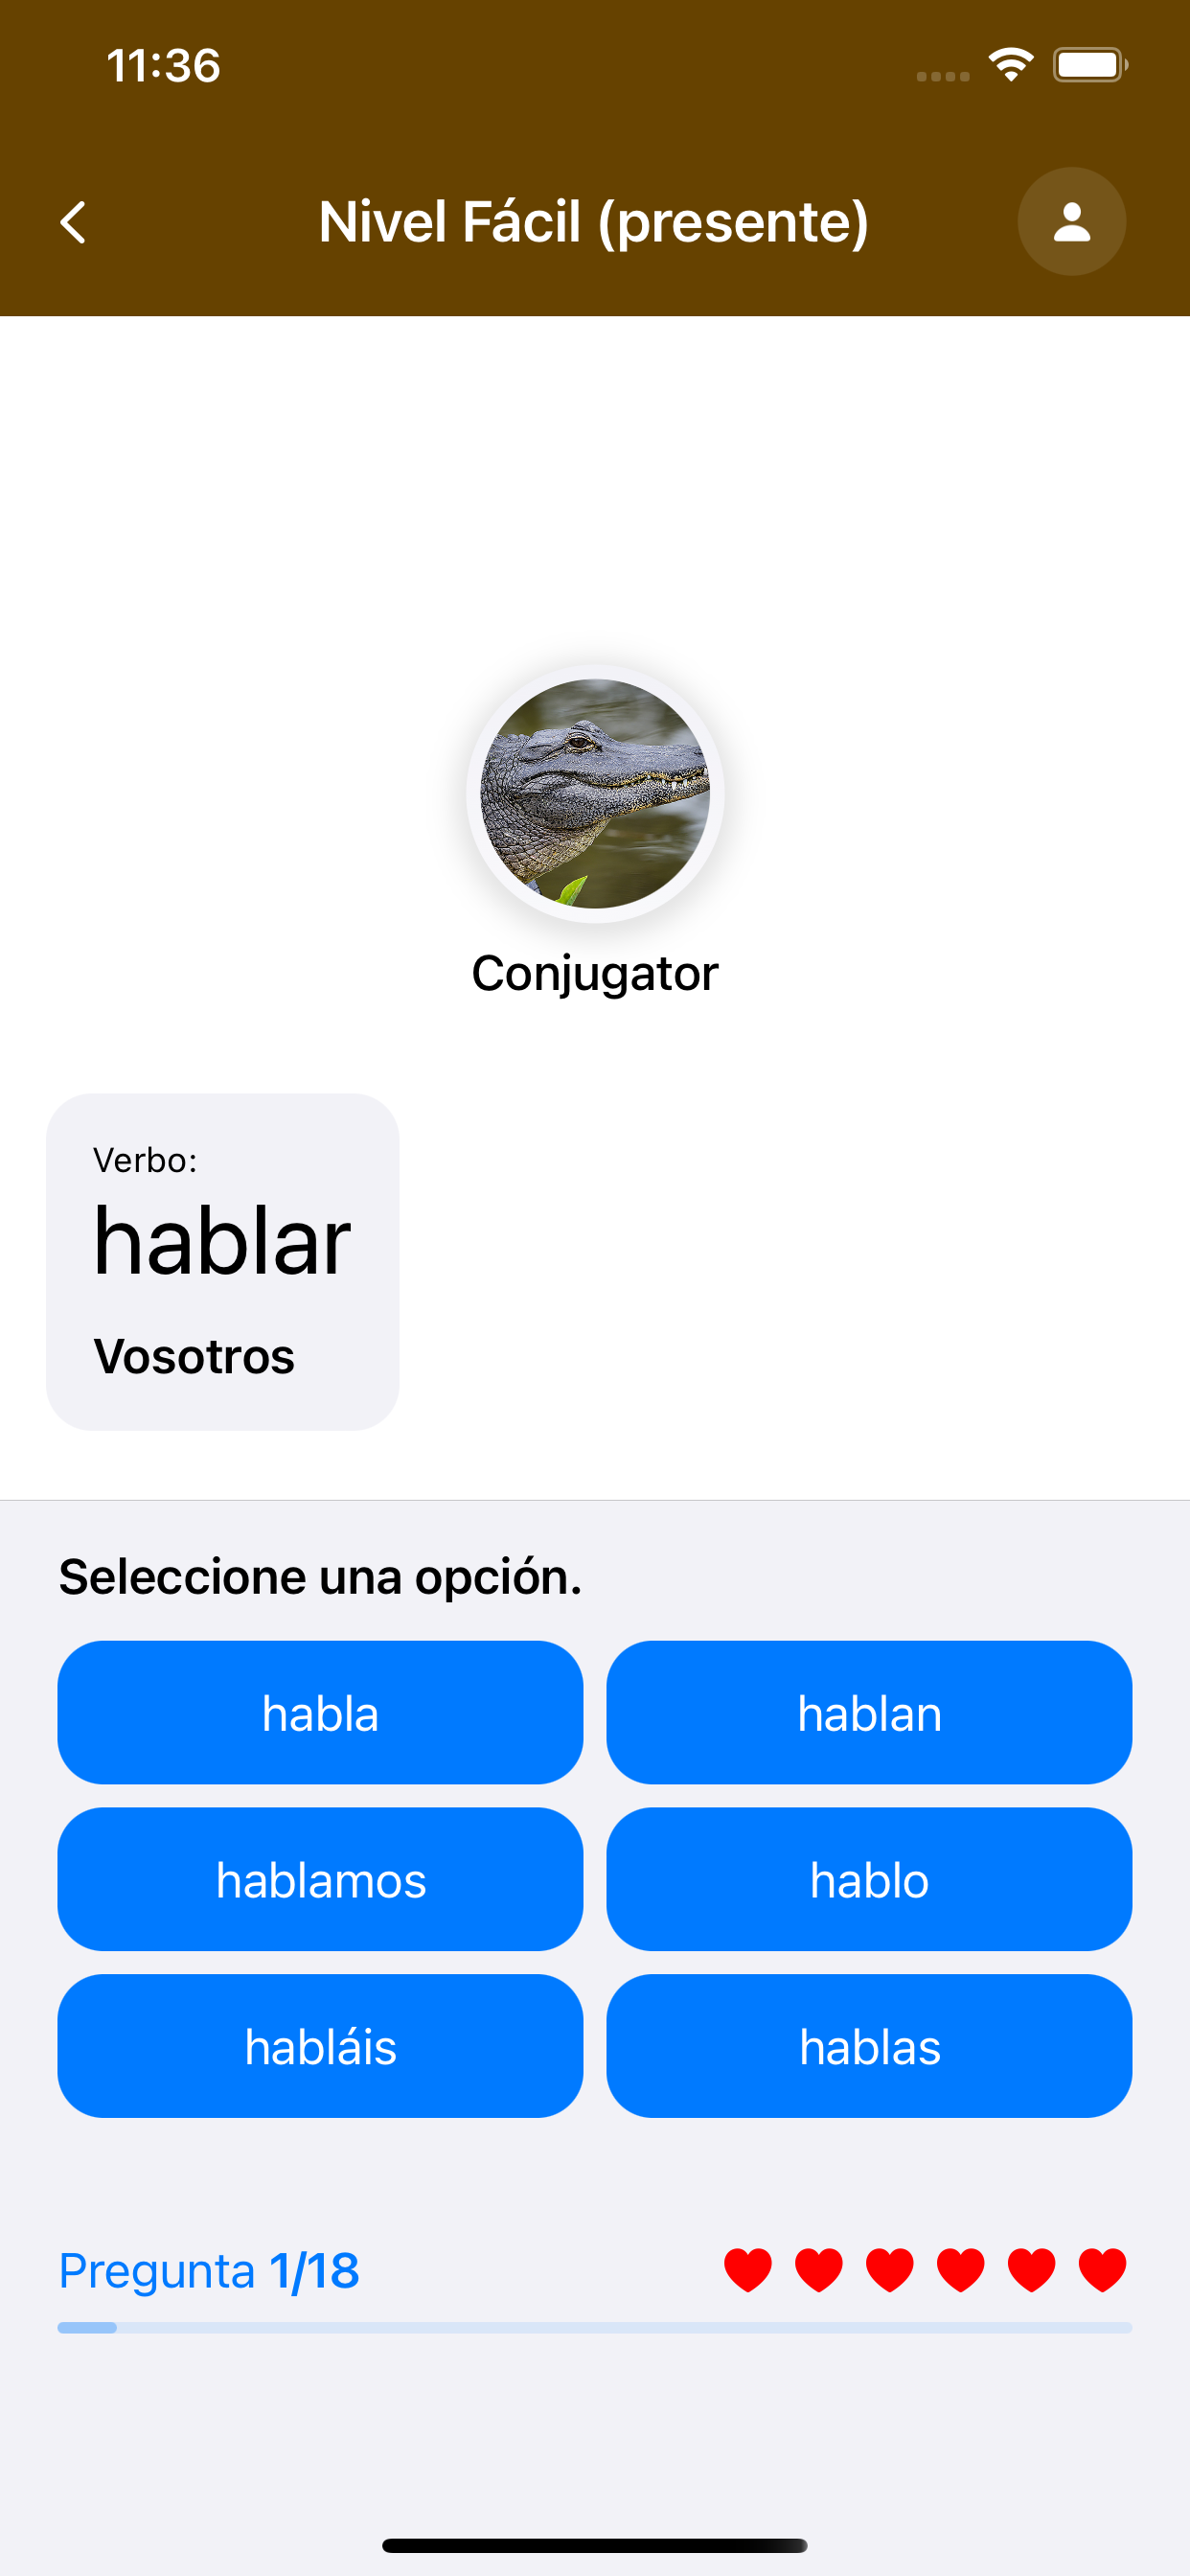 11:36
Nivel Fácil (presente)
Conjugator
Verbo:
hablar
Vosotros
Seleccione una opción.
habla
hablan
hablamos
hablo
habláis
hablas
Pregunta 1/18